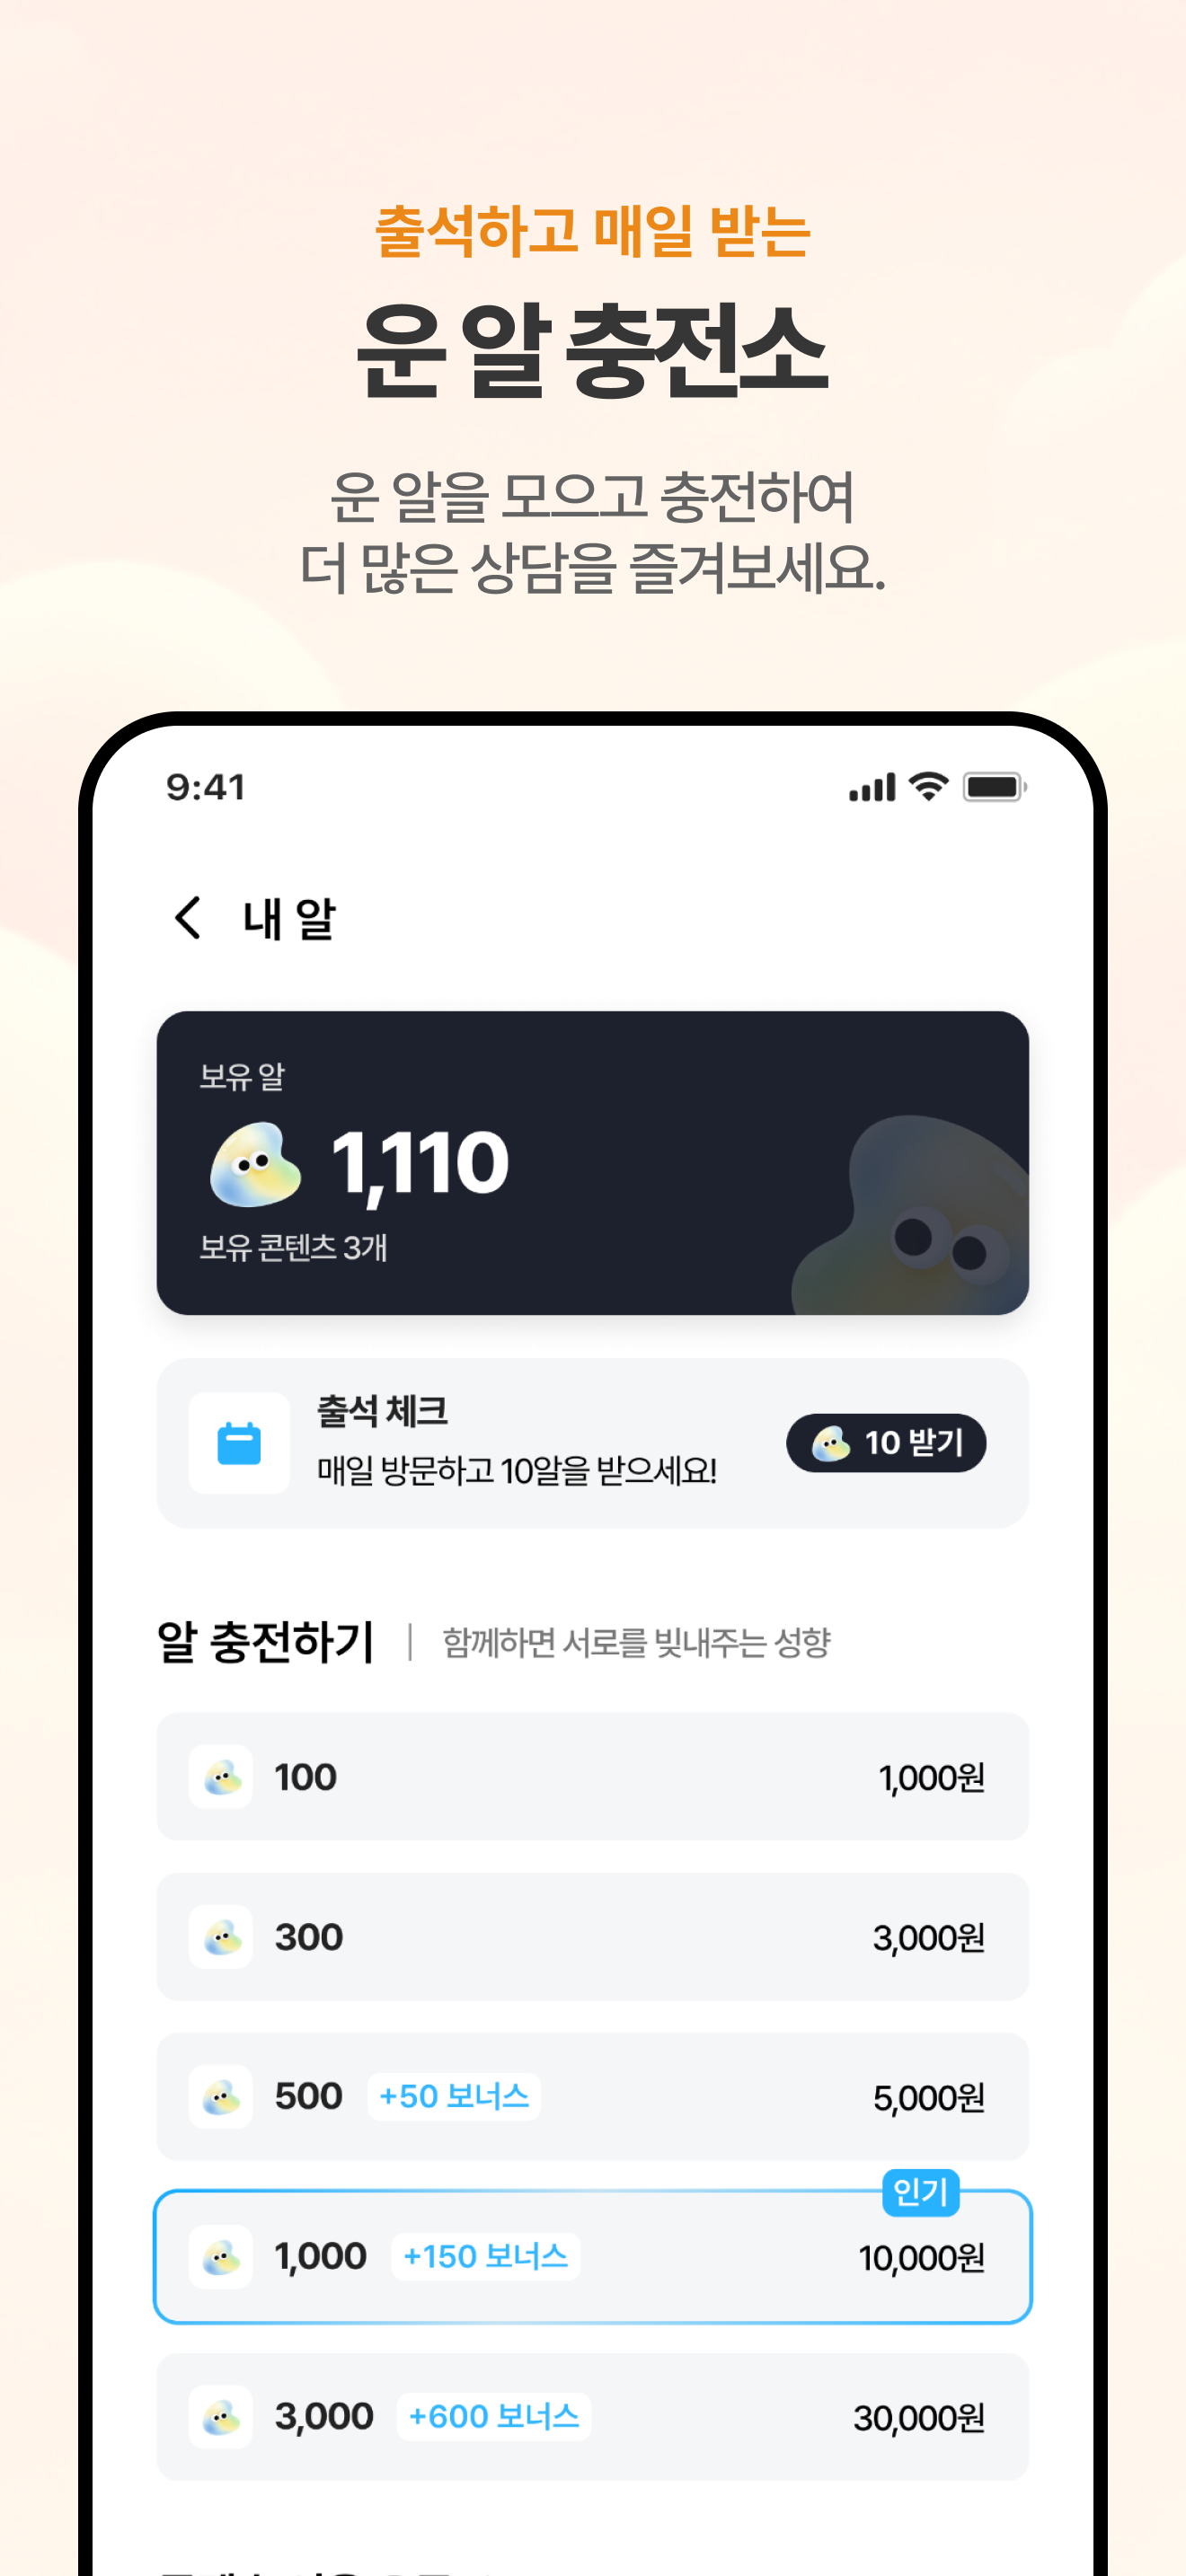 출석하고 매일 받는
운 알 충전소
운 알을 모으고 충전하여
더 많은 상담을 즐겨보세요.
9:41
내 알
보유 알
1,110
보유 콘텐츠 3개
출석 체크
매일 방문하고 10알을 받으세요!
10 받기
알 충전하기 | 함께하면 서로를 빛내주는 성향
100 1,000원
300 3,000원
500 +50 보너스 5,000원
인기
1,000 +150 보너스 10,000원
3,000 +600 보너스 30,000원